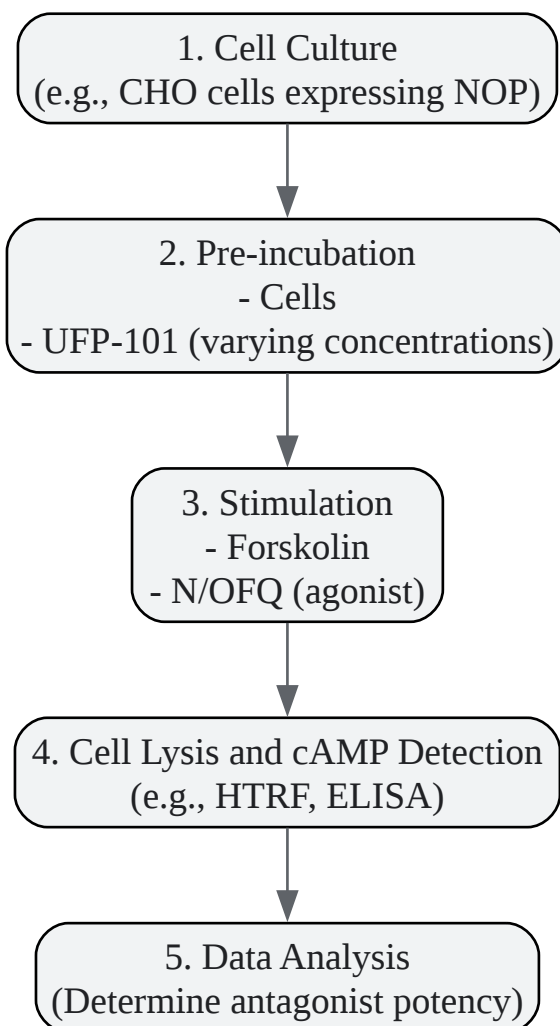 1. Cell Culture
(e.g., CHO cells expressing NOP)
2. Pre-incubation
- Cells
- UFP-101 (varying concentrations)
3. Stimulation
- Forskolin
- N/OFQ (agonist)
4. Cell Lysis and cAMP Detection
(e.g., HTRF, ELISA)
5. Data Analysis
(Determine antagonist potency)